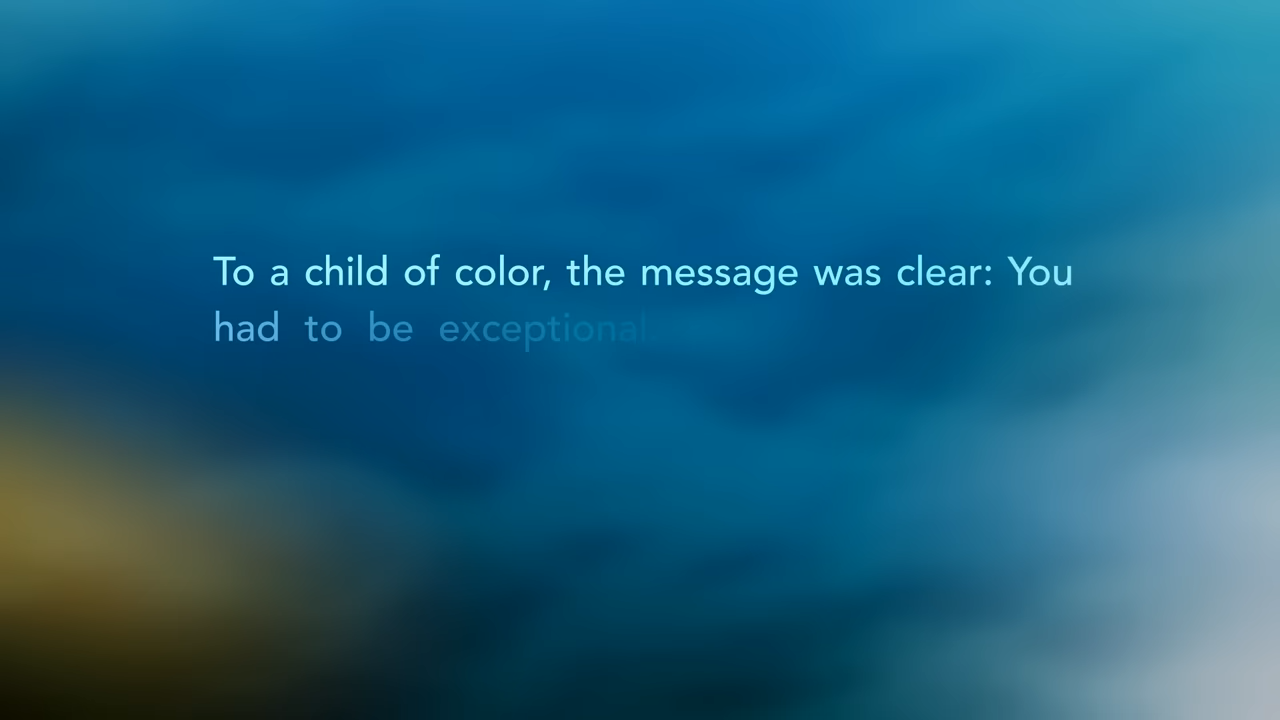 To a child of color, the message was clear: You
had to be exceptional